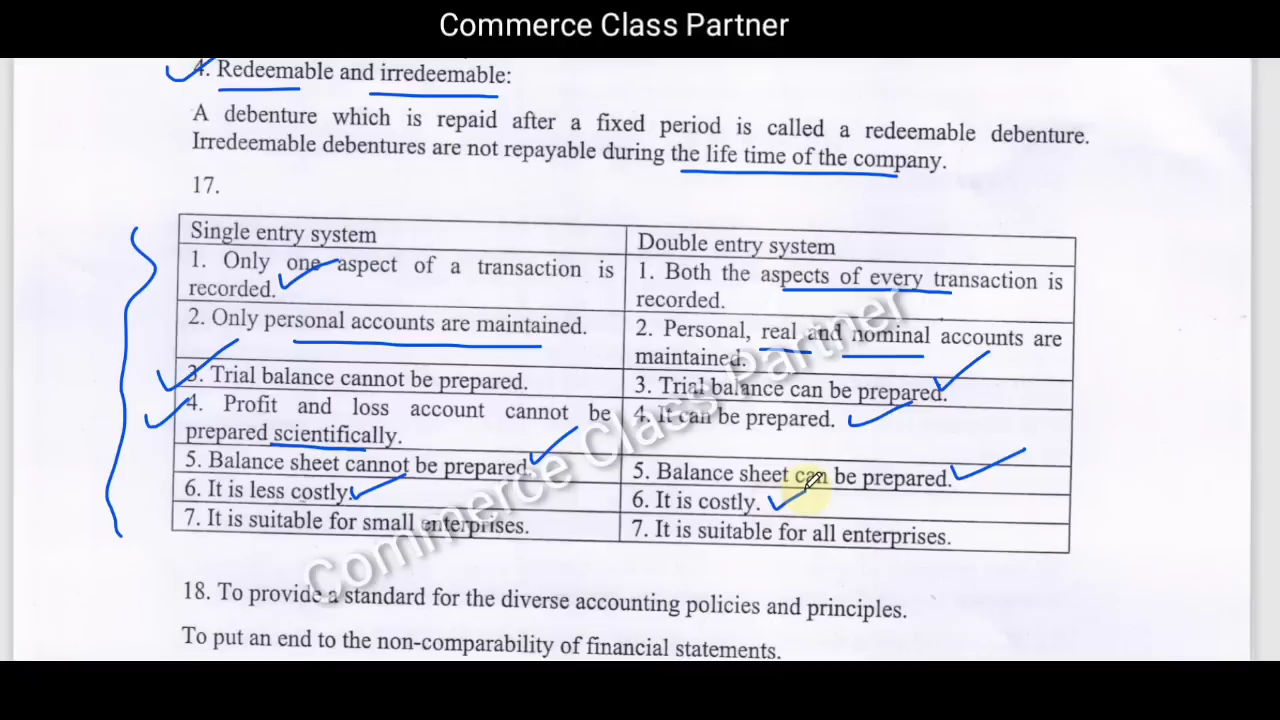 Commerce Class Partner
4. Redeemable and irredeemable:
A debenture which is repaid after a fixed period is called a redeemable debenture.
Irredeemable debentures are not repayable during the life time of the company.
17.
Single entry system
Double entry system
1. Only one aspect of a transaction is
recorded.
1. Both the aspects of every transaction is
recorded.
2. Only personal accounts are maintained.
2. Personal, real and nominal accounts are
maintained.
3. Trial balance cannot be prepared.
3. Trial balance can be prepared.
4. Profit and loss account cannot be
prepared scientifically.
4. It can be prepared.
5. Balance sheet cannot be prepared.
5. Balance sheet can be prepared.
6. It is less costly.
6. It is costly.
7. It is suitable for small enterprises.
7. It is suitable for all enterprises.
Commerce Class Partner
18. To provide a standard for the diverse accounting policies and principles.
To put an end to the non-comparability of financial statements.